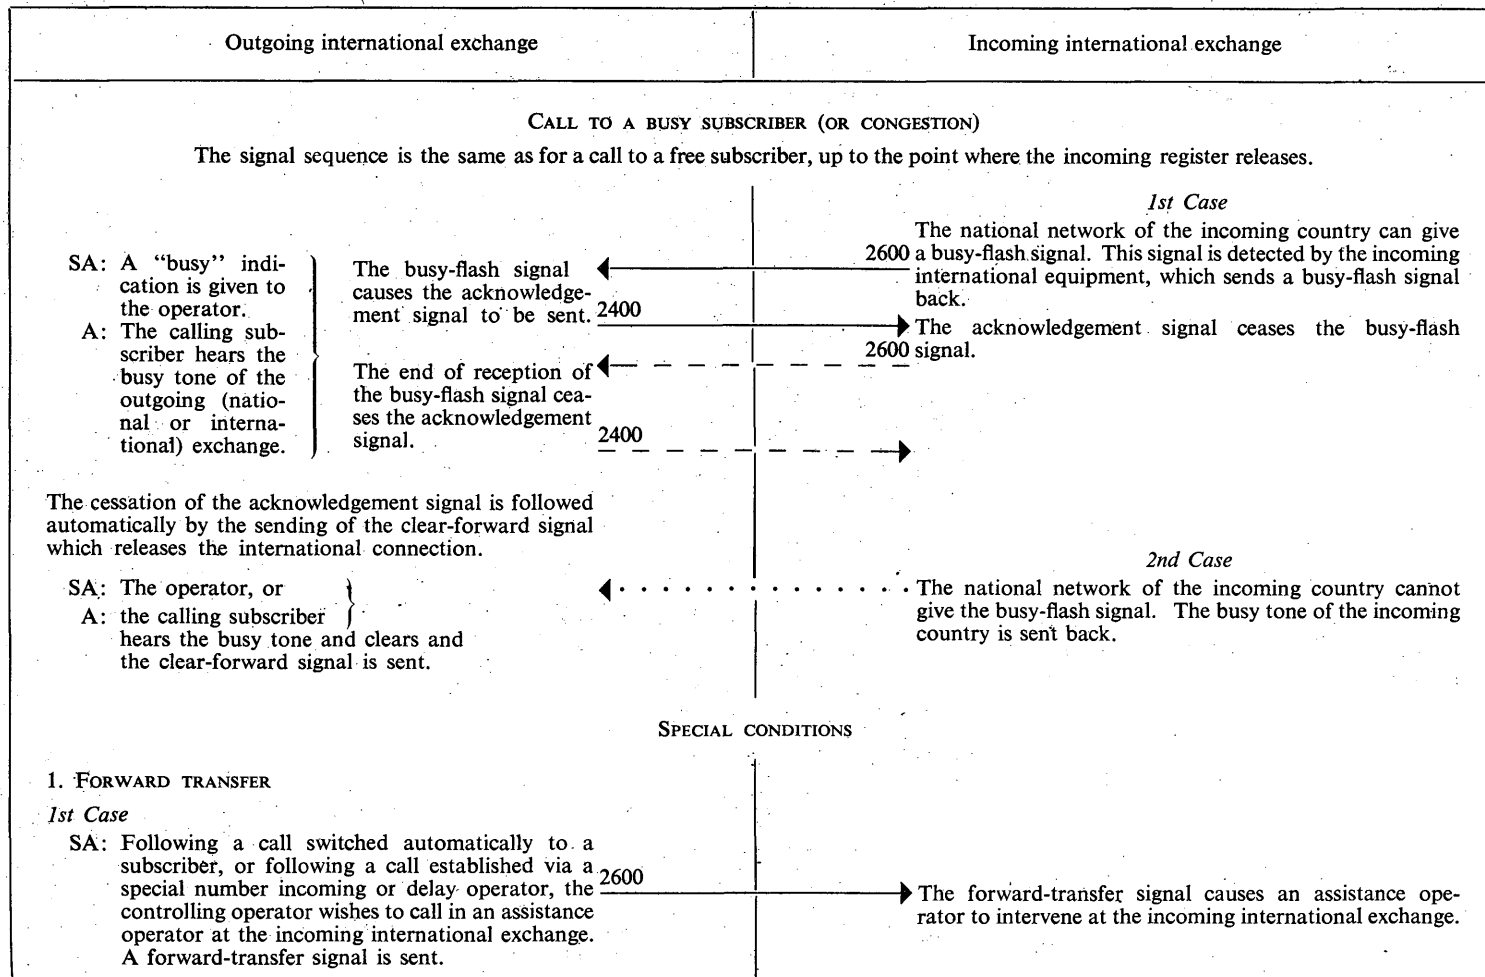 Outgoing international exchange
Incoming international exchange
CALL TO A BUSY SUBSCRIBER (OR CONGESTION)
The signal sequence is the same as for a call to a free subscriber, up to the point where the incoming register releases.
1st Case
The national network of the incoming country can give
2600 a busy-flash signal. This signal is detected by the incoming
international equipment, which sends a busy-flash signal
back.
SA: A “busy” indi-
cation is given to
the operator.
A: The calling sub-
scriber hears the
busy tone of the
outgoing (natio-
nal or interna-
tional) exchange.
The busy-flash signal
causes the acknowledge-
ment signal to be sent. 2400
The acknowledgement signal ceases the busy-flash
2600 signal.
The end of reception of
the busy-flash signal cea-
ses the acknowledgement
signal. 2400
The cessation of the acknowledgement signal is followed
automatically by the sending of the clear-forward signal
which releases the international connection.
2nd Case
SA: The operator, or
A: the calling subscriber
hears the busy tone and clears and
the clear-forward signal is sent.
The national network of the incoming country cannot
give the busy-flash signal. The busy tone of the incoming
country is sent back.
SPECIAL CONDITIONS
1. FORWARD TRANSFER
1st Case
SA: Following a call switched automatically to a
subscriber, or following a call established via a
special number incoming or delay operator, the
controlling operator wishes to call in an assistance
operator at the incoming international exchange.
A forward-transfer signal is sent.
2600
The forward-transfer signal causes an assistance ope-
rator to intervene at the incoming international exchange.